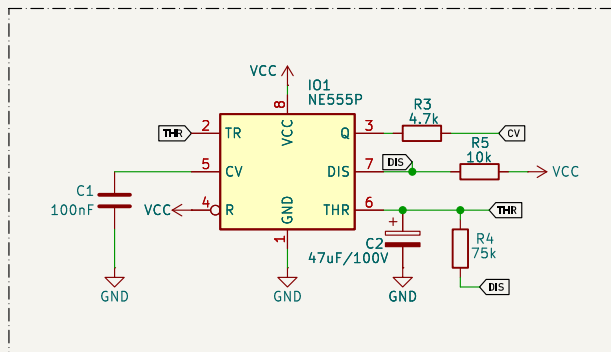 VCC
IO1
NE555P
8
R3
4.7k
THR
2
TR
VCC
Q
3
CV
R5
10k
DIS
5
CV
DIS
7
VCC
C1
100nF
VCC
4
R
GND
THR
6
THR
+
C2
47uF/100V
R4
75k
1
DIS
GND
GND
GND